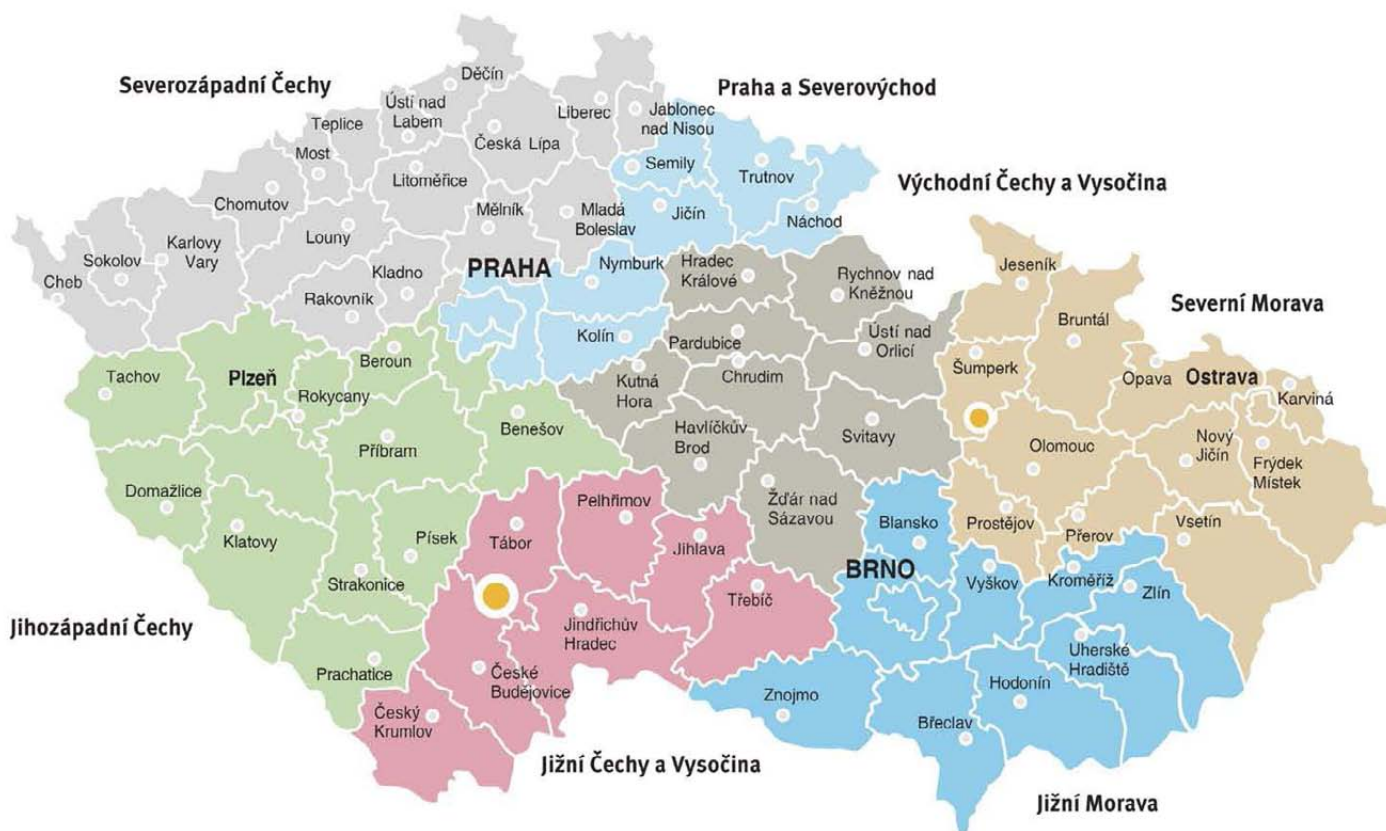 Severozápadní Čechy
Děčín
Ústí nad
Labem
Teplice
Most
Liberec
Jablonec
nad Nisou
Praha a Severovýchod
Česká Lípa
Litoměřice
Semily
Trutnov
Východní Čechy a Vysočina
Chomutov
Mělník
Mladá
Boleslav
Jičín
Náchod
Louny
Karlovy
Vary
Sokolov
Cheb
Kladno
Rakovník
PRAHA
Nymburk
Hradec
Králové
Rychnov nad
Kněžnou
Jeseník
Severní Morava
Bruntál
Kolín
Pardubice
Ústí nad
Orlicí
Beroun
Tachov
Plzeň
Rokycany
Kutná
Hora
Chrudim
Šumperk
Opava
Ostrava
Karviná
Benešov
Příbram
Havlíčkův
Brod
Svitavy
Olomouc
Nový
Jičín
Frýdek
Místek
Domažlice
Klatovy
Písek
Strakonice
Tábor
Pelhřimov
Jihlava
Žďár nad
Sázavou
Blansko
Prostějov
Přerov
Vsetín
BRNO
Vyškov
Kroměříž
Zlín
Třebíč
Jihozápadní Čechy
Jindřichův
Hradec
Prachatice
České
Budějovice
Český
Krumlov
Uherské
Hradiště
Znojmo
Hodonín
Břeclav
Jižní Čechy a Vysočina
Jižní Morava